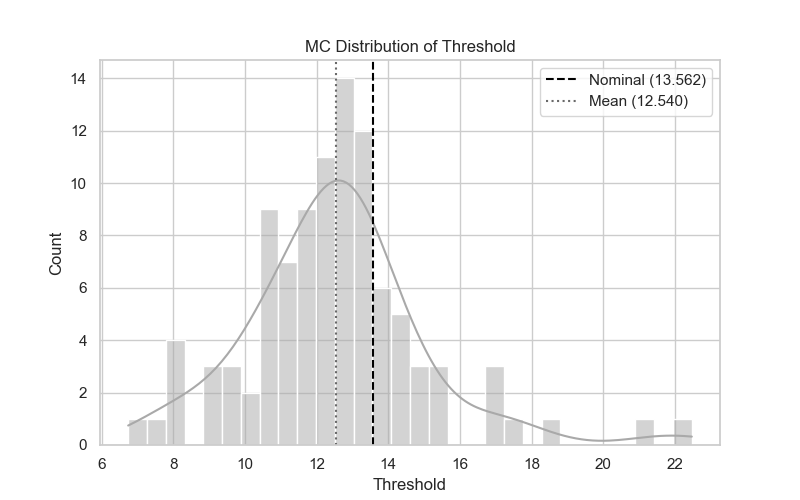 MC Distribution of Threshold
Nominal (13.562)
Mean (12.540)
Count
14
12
10
8
6
4
2
0
6 8 10 12 14 16 18 20 22
Threshold